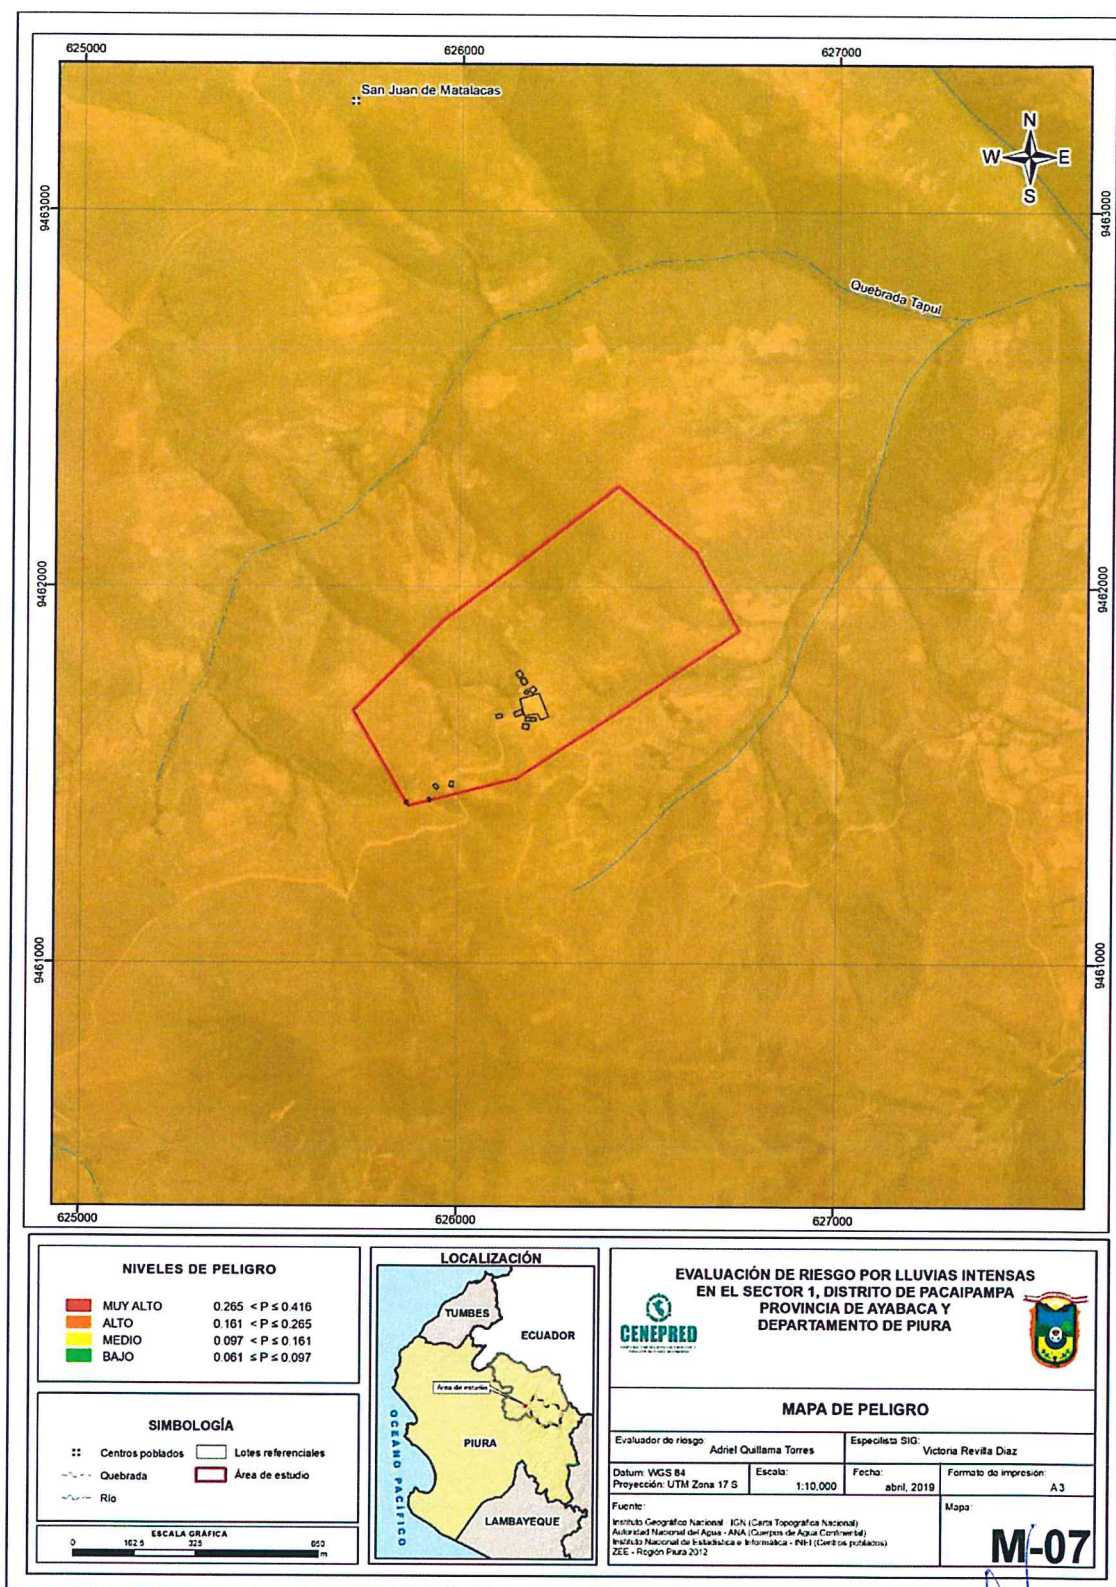 625000
626000
627000
San Juan de Matalacas
N
W E
S
9463000
9463000
Quebrada Tapul
9462000
9462000
9461000
9461000
625000
626000
627000
NIVELES DE PELIGRO
MUY ALTO 0.265 < P ≤ 0.416
ALTO 0.161 < P ≤ 0.265
MEDIO 0.097 < P ≤ 0.161
BAJO 0.061 ≤ P ≤ 0.097
SIMBOLOGÍA
Centros poblados
Lotes referenciales
Quebrada
Área de estudio
Río
ESCALA GRÁFICA
0 162.5 325 650
m
LOCALIZACIÓN
TUMBES
ECUADOR
Área de estudio
PIURA
OCEANO PACÍFICO
LAMBAYEQUE
EVALUACIÓN DE RIESGO POR LLUVIAS INTENSAS
EN EL SECTOR 1, DISTRITO DE PACAIPAMPA
PROVINCIA DE AYABACA Y
DEPARTAMENTO DE PIURA
CENEPRED
MAPA DE PELIGRO
Evaluador de riesgo:
Adriel Quillama Torres
Especilista SIG:
Victoria Revilla Diaz
Datum: WGS 84
Proyección: UTM Zona 17 S
Escala:
1:10,000
Fecha:
abril, 2019
Formato de impresión:
A3
Fuente:
Instituto Geográfico Nacional - IGN (Carta Topográfica Nacional)
Autoridad Nacional del Agua - ANA (Cuerpos de Agua Continental)
Instituto Nacional de Estadística e Informática - INEI (Centros poblados)
ZEE - Región Piura 2012
Mapa:
M-07